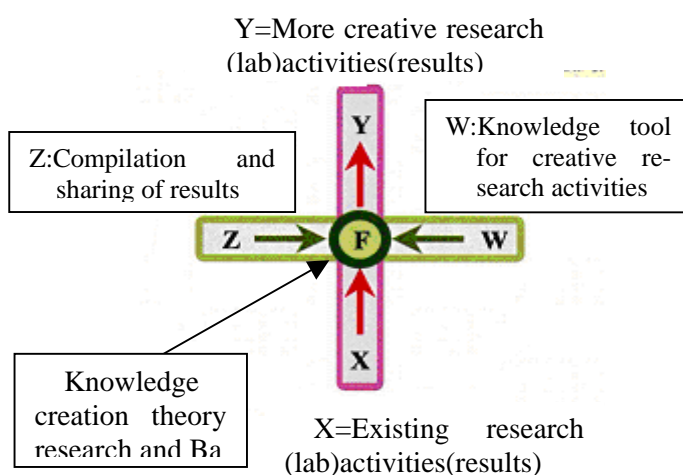 Y=More creative research
(lab)activities(results)
Y
Z:Compilation and
sharing of results
W:Knowledge tool
for creative re-
search activities
Z
F
W
X
Knowledge
creation theory
research and Ba
X=Existing research
(lab)activities(results)